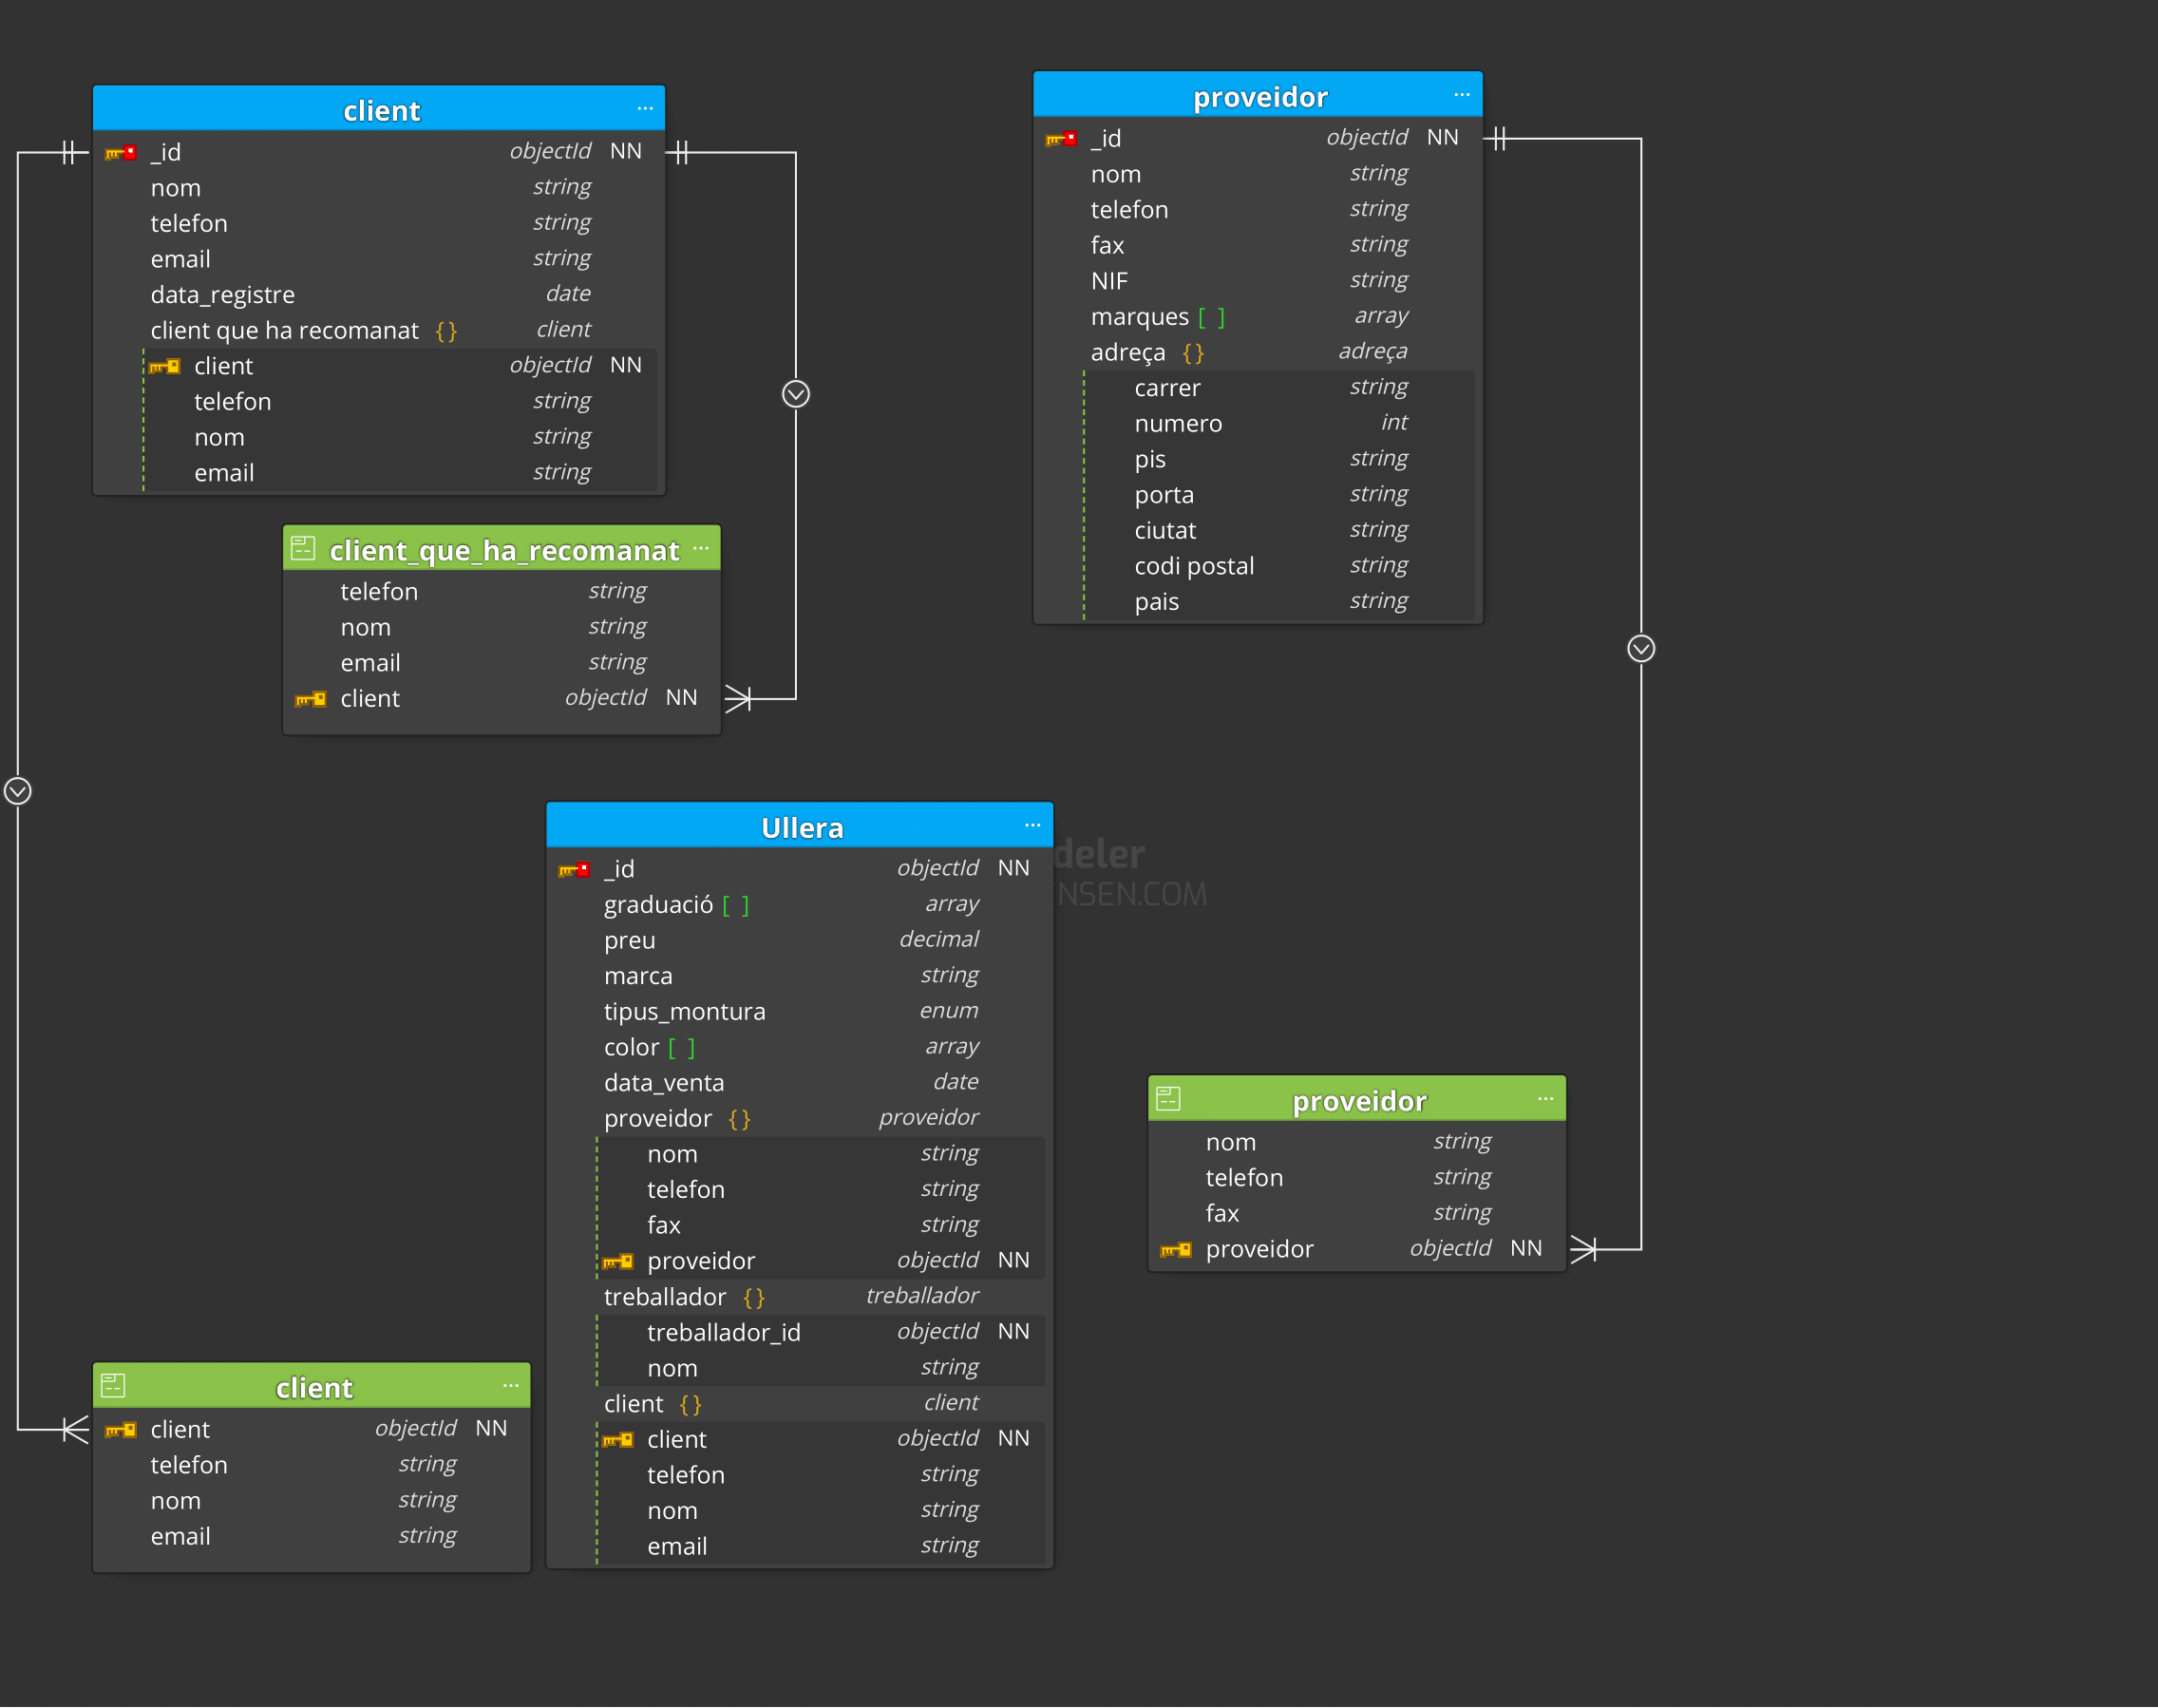 client ...
_id objectId NN
nom string
telefon string
email string
data_registre date
client que ha recomanat {} client
client objectId NN
telefon string
nom string
email string
client_que_ha_recomanat ...
telefon string
nom string
email string
client objectId NN
proveidor ...
_id objectId NN
nom string
telefon string
fax string
NIF string
marques [ ] array
adreça {} adreça
carrer string
numero int
pis string
porta string
ciutat string
codi postal string
pais string
Ullera ...
_id objectId NN
graduació [ ] array
preu decimal
marca string
tipus_montura enum
color [ ] array
data_venta date
proveidor {} proveidor
nom string
telefon string
fax string
proveidor objectId NN
treballador {} treballador
treballador_id objectId NN
nom string
client {} client
client objectId NN
telefon string
nom string
email string
deler
ENSEN.COM
proveidor ...
nom string
telefon string
fax string
proveidor objectId NN
client ...
client objectId NN
telefon string
nom string
email string